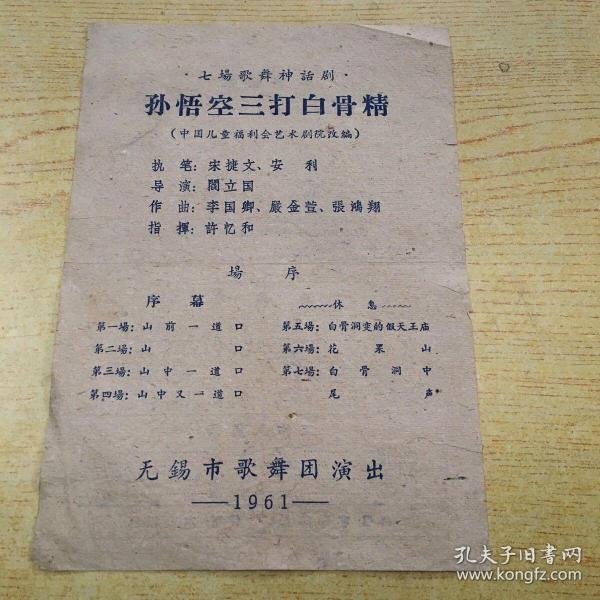 ·七場歌舞神話剧·
孙悟空三打白骨精
(中国儿童福利会艺术剧院改編)
执笔:宋捷文、安 利
导演:閻立国
作曲:李国卿、嚴金萱、張鴻翔
指揮:許忆和
場 序
序 幕
第一場:山前一道口
第二場:山 口
第三場:山中一道口
第四場:山中又一道口
休 息
第五場:白骨洞变的假天王庙
第六場:花果山
第七場:白骨洞中
尾 声
无錫市歌舞团演出
—1961—
孔夫子旧书网
www.kongfz.com